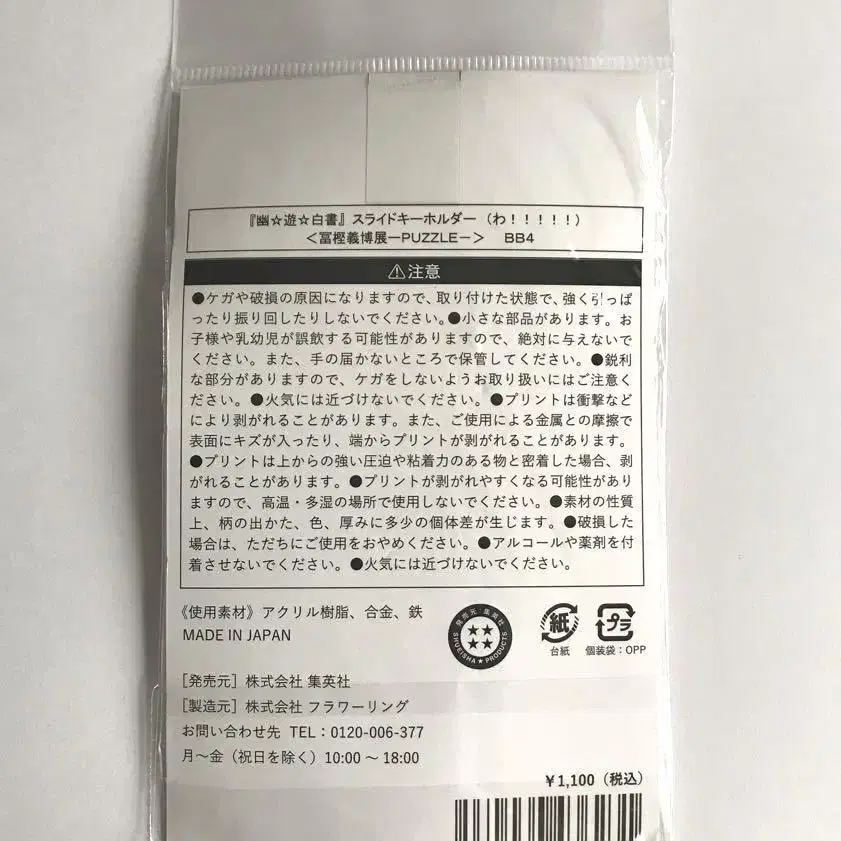 『幽☆遊☆白書』スライドキーホルダー（わ！！！！！）
＜冨樫義博展ーPUZZLEー＞ BB4
⚠注意
●ケガや破損の原因になりますので、取り付けた状態で、強く引っぱ
ったり振り回したりしないでください。●小さな部品があります。お
子様や乳幼児が誤飲する可能性がありますので、絶対に与えないで
ください。また、手の届かないところで保管してください。●鋭利
な部分がありますので、ケガをしないようお取り扱いにはご注意く
ださい。●火気には近づけないでください。●プリントは衝撃など
により剥がれることがあります。また、ご使用による金属との摩擦で
表面にキズが入ったり、端からプリントが剥がれることがあります。
●プリントは上からの強い圧迫や粘着力のある物と密着した場合、剥
がれることがあります。●プリントが剥がれやすくなる可能性があり
ますので、高温・多湿の場所で使用しないでください。●素材の性質
上、柄の出かた、色、厚みに多少の個体差が生じます。●破損した
場合は、ただちにご使用をおやめください。●アルコールや薬剤を付
着させないでください。●火気には近づけないでください。
《使用素材》アクリル樹脂、合金、鉄
MADE IN JAPAN
発売元：集英社
SHUEISHA★PRODUCTS
紙
台紙
プラ
個装袋：OPP
［発売元］株式会社 集英社
［製造元］株式会社 フラワーリング
お問い合わせ先 TEL：0120-006-377
月～金（祝日を除く）10:00 ～ 18:00
￥1,100（税込）